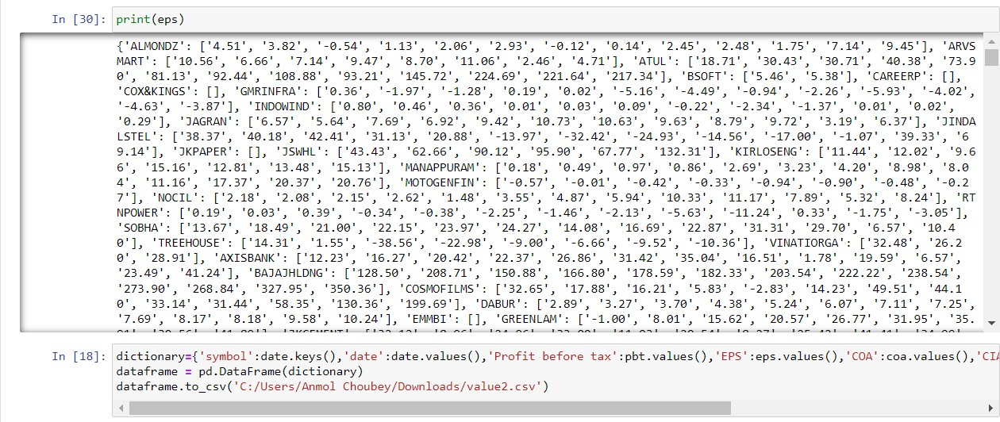 In [30]: print(eps)
{'ALMONDZ': ['4.51', '3.82', '-0.54', '1.13', '2.06', '2.93', '-0.12', '0.14', '2.45', '2.48', '1.75', '7.14', '9.45'], 'ARVS
MART': ['10.56', '6.66', '7.14', '9.47', '8.70', '11.06', '2.46', '4.71'], 'ATUL': ['18.71', '30.43', '30.71', '40.38', '73.9
0', '81.13', '92.44', '108.88', '93.21', '145.72', '224.69', '221.64', '217.34'], 'BSOFT': ['5.46', '5.38'], 'CAREERP': [],
'COX&KINGS': [], 'GMRINFRA': ['0.36', '-1.97', '-1.28', '0.19', '0.02', '-5.16', '-4.49', '-0.94', '-2.26', '-5.93', '-4.02',
'-4.63', '-3.87'], 'INDOWIND': ['0.80', '0.46', '0.36', '0.01', '0.03', '0.09', '-0.22', '-2.34', '-1.37', '0.01', '0.02',
'0.29'], 'JAGRAN': ['6.57', '5.64', '7.69', '6.92', '9.42', '10.73', '10.63', '9.63', '8.79', '9.72', '3.19', '6.37'], 'JINDA
LSTEL': ['38.37', '40.18', '42.41', '31.13', '20.88', '-13.97', '-32.42', '-24.93', '-14.56', '-17.00', '-1.07', '39.33', '6
9.14'], 'JKPAPER': [], 'JSWHL': ['43.43', '62.66', '90.12', '95.90', '67.77', '132.31'], 'KIRLOSENG': ['11.44', '12.02', '9.6
6', '15.16', '12.81', '13.48', '15.13'], 'MANAPPURAM': ['0.18', '0.49', '0.97', '0.86', '2.69', '3.23', '4.20', '8.98', '8.0
4', '11.16', '17.37', '20.37', '20.76'], 'MOTOGENFIN': ['-0.57', '-0.01', '-0.42', '-0.33', '-0.94', '-0.90', '-0.48', '-0.2
7'], 'NOCIL': ['2.18', '2.08', '2.15', '2.62', '1.48', '3.55', '4.87', '5.94', '10.33', '11.17', '7.89', '5.32', '8.24'], 'RT
NPOWER': ['0.19', '0.03', '0.39', '-0.34', '-0.38', '-2.25', '-1.46', '-2.13', '-5.63', '-11.24', '0.33', '-1.75', '-3.05'],
'SOBHA': ['13.67', '18.49', '21.00', '22.15', '23.97', '24.27', '14.08', '16.69', '22.87', '31.31', '29.70', '6.57', '10.4
0'], 'TREEHOUSE': ['14.31', '1.55', '-38.56', '-22.98', '-9.00', '-6.66', '-9.52', '-10.36'], 'VINATIORGA': ['32.48', '26.2
0', '28.91'], 'AXISBANK': ['12.23', '16.27', '20.42', '22.37', '26.86', '31.42', '35.04', '16.51', '1.78', '19.59', '6.57',
'23.49', '41.24'], 'BAJAJHLDNG': ['128.50', '208.71', '150.88', '166.80', '178.59', '182.33', '203.54', '222.22', '238.54',
'273.90', '268.84', '327.95', '350.36'], 'COSMOFILMS': ['32.65', '17.88', '16.21', '5.83', '-2.83', '14.23', '49.51', '44.1
0', '33.14', '31.44', '58.35', '130.36', '199.69'], 'DABUR': ['2.89', '3.27', '3.70', '4.38', '5.24', '6.07', '7.11', '7.25',
'7.69', '8.17', '8.18', '9.58', '10.24'], 'EMMBI': [], 'GREENLAM': ['-1.00', '8.01', '15.62', '20.57', '26.77', '31.95', '35.
In [18]: dictionary={'symbol':date.keys(),'date':date.values(),'Profit before tax':pbt.values(),'EPS':eps.values(),'COA':coa.values(),'CIA
dataframe = pd.DataFrame(dictionary)
dataframe.to_csv('C:/Users/Anmol Choubey/Downloads/value2.csv')